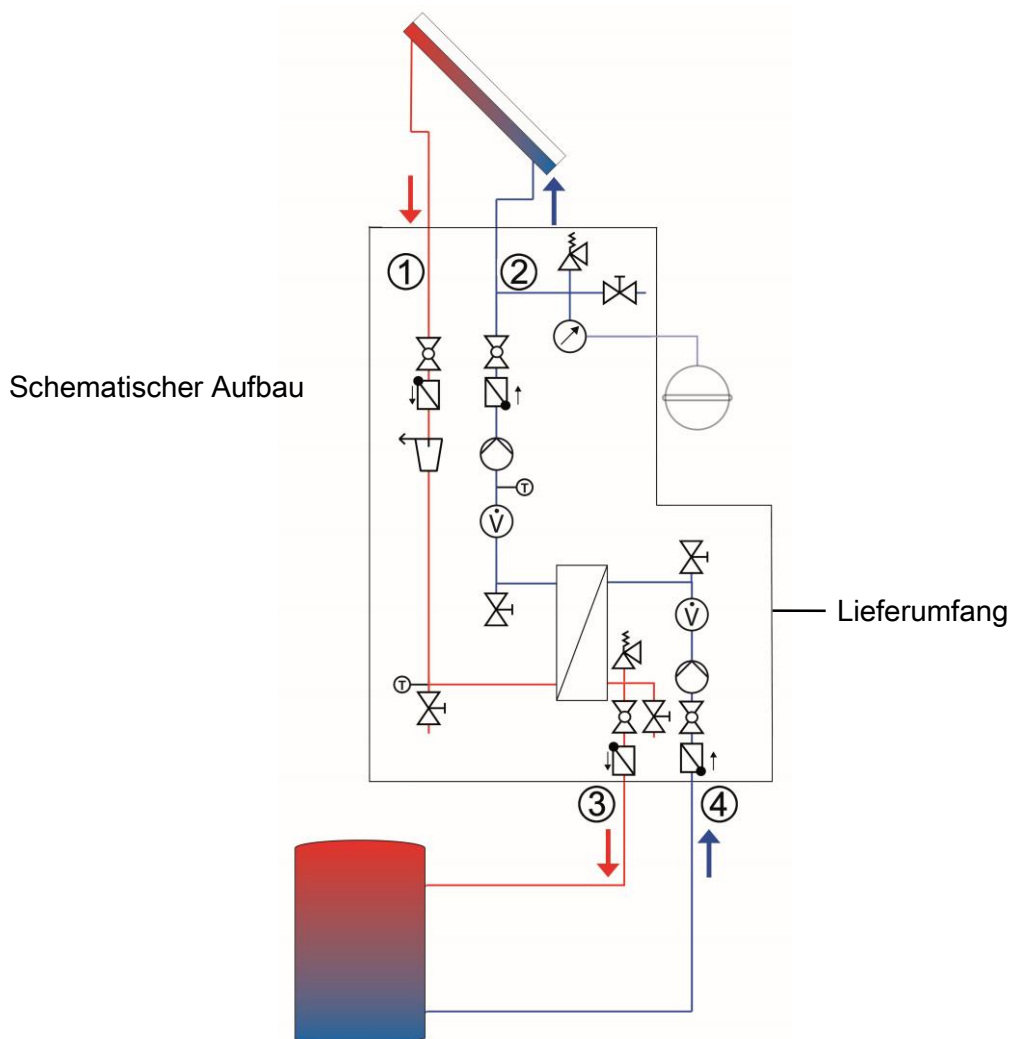 ① ②
Schematischer Aufbau
T
V̇
V̇
Lieferumfang
T
③ ④